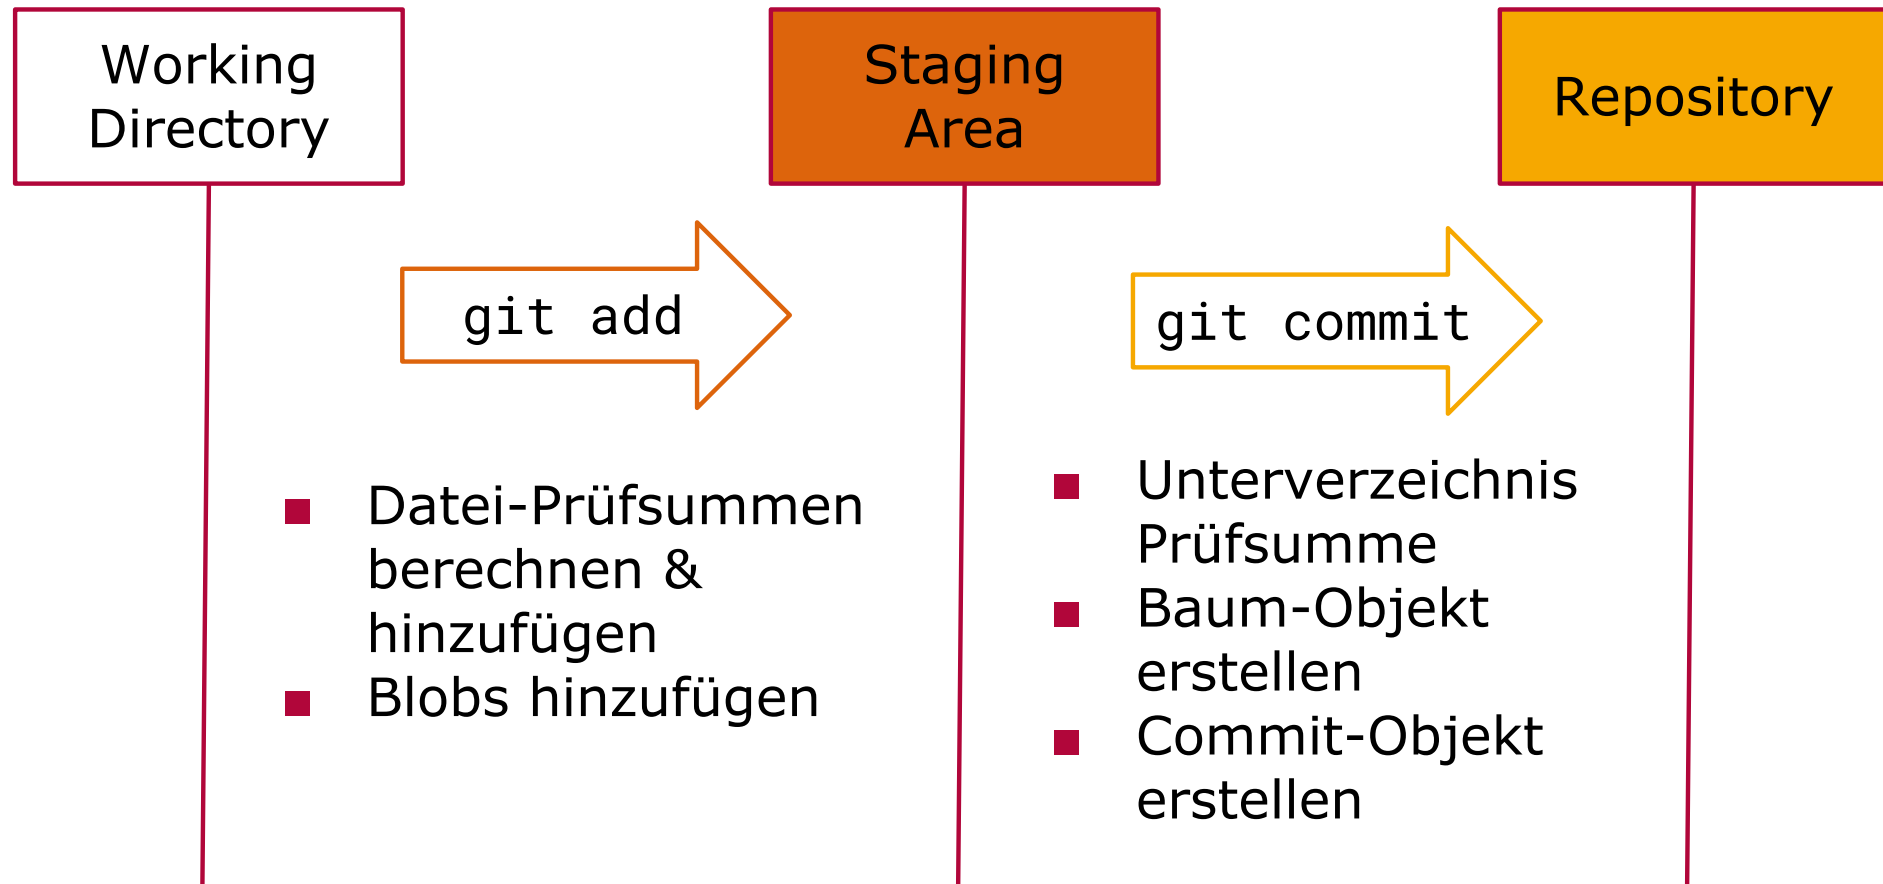 Working
Directory
Staging
Area
Repository
git add
git commit
Datei-Prüfsummen
berechnen &
hinzufügen
Blobs hinzufügen
Unterverzeichnis
Prüfsumme
Baum-Objekt
erstellen
Commit-Objekt
erstellen